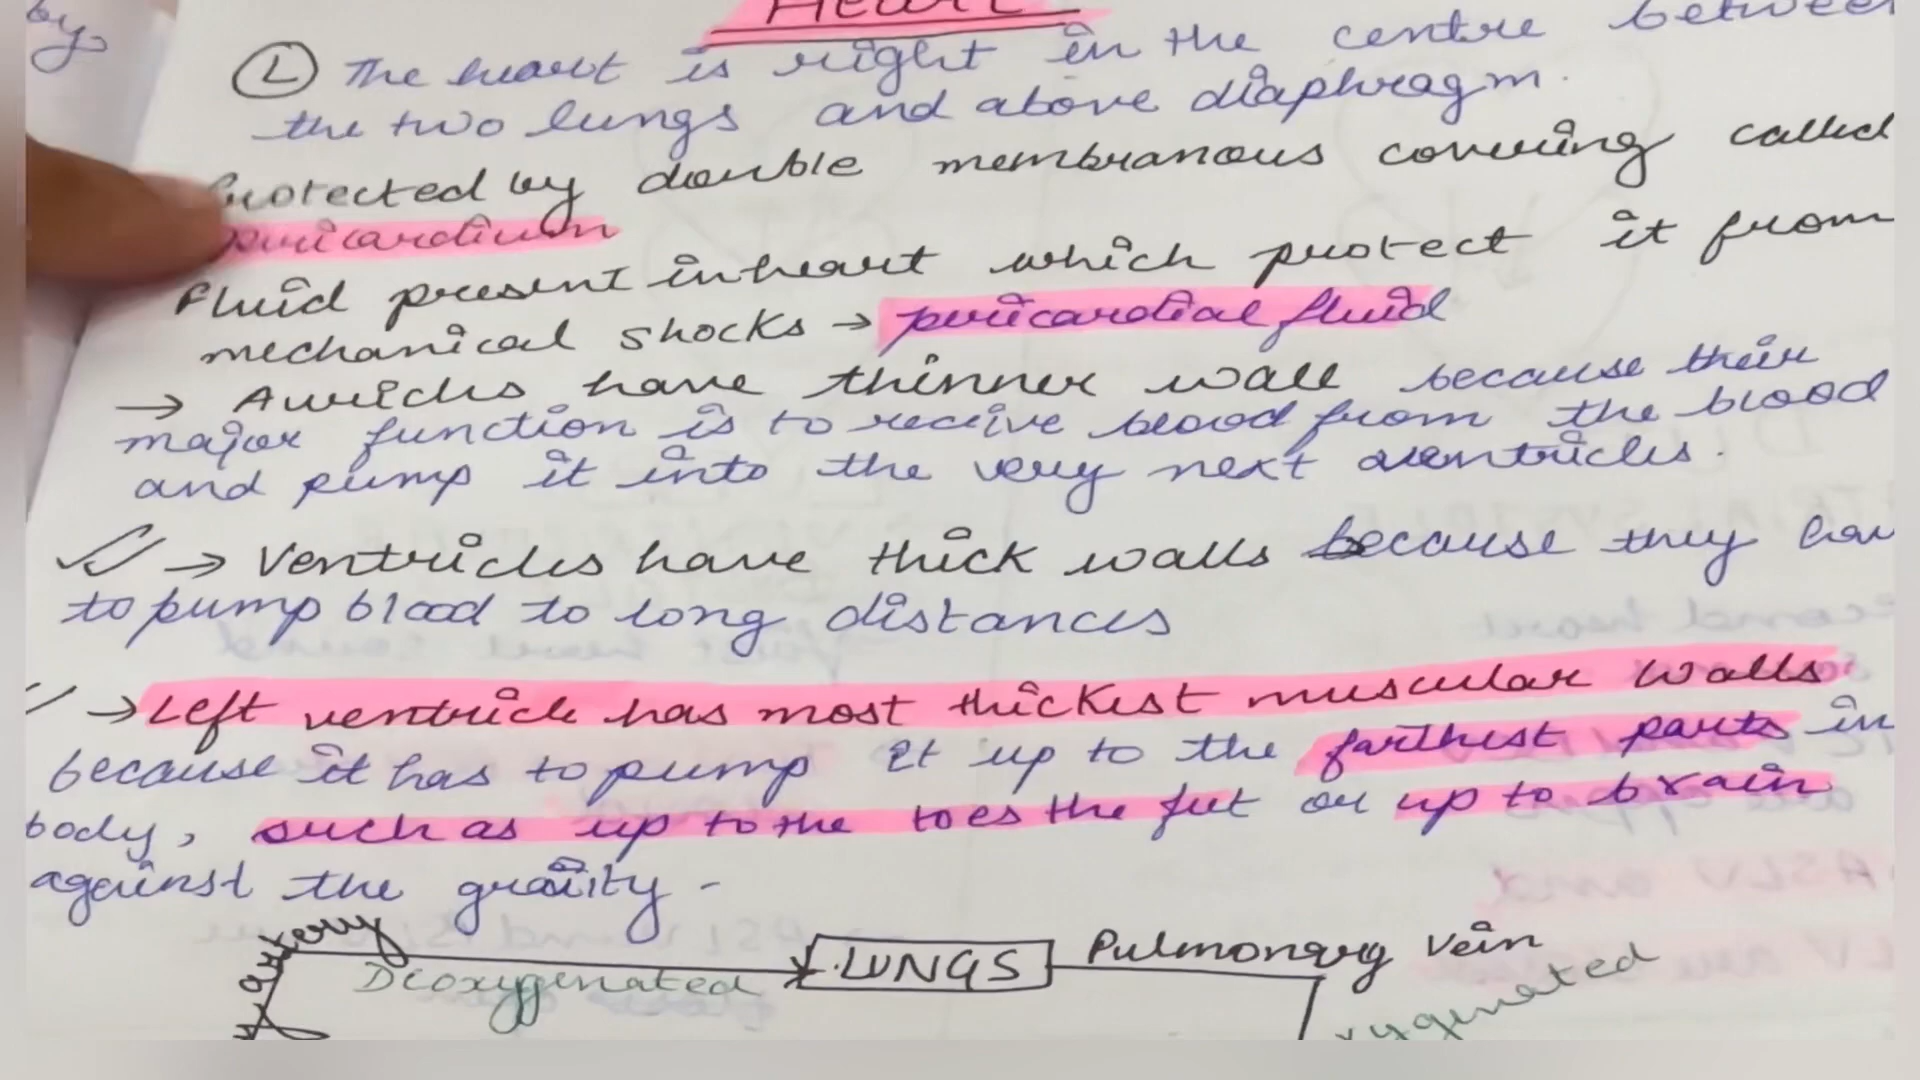 by
Heart
L The heart is right in the centre between
the two lungs and above diaphragm.
Protected by double membranous covering called
pericardium
Fluid present in heart which protect it from
mechanical shocks → pericardial fluid
→ Auricles have thinner wall because their
major function is to receive blood from the blood
and pump it into the very next ventricles.
→ Ventricles have thick walls because they hav
to pump blood to long distances
→ Left ventricle has most thickest muscular walls
because it has to pump it up to the farthest parts in
body, such as up to the toes the feet or up to brain
against the gravity -
y artery
Deoxygenated
LUNGS
Pulmonary vein
xygenated